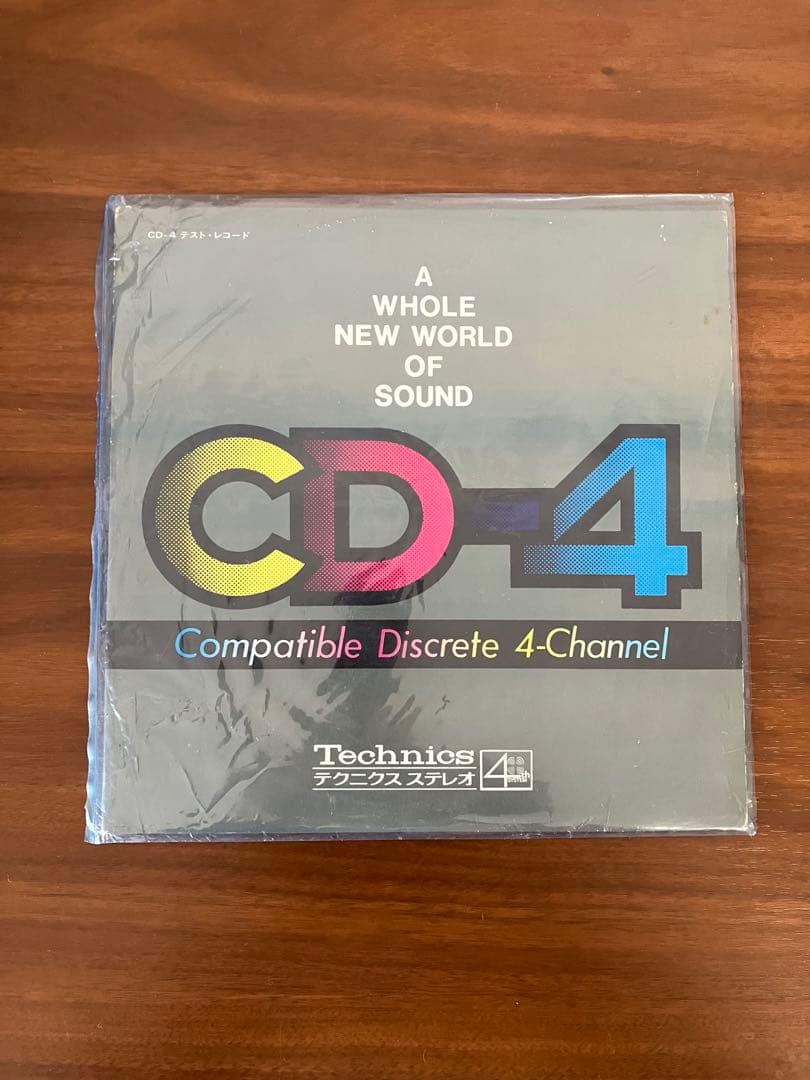 CD-4 テスト・レコード
A
WHOLE
NEW WORLD
OF
SOUND
CD-4
Compatible Discrete 4-Channel
Technics
テクニクス ステレオ
4